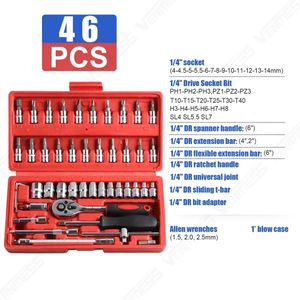 46
PCS
1/4" socket
(4-4.5-5-5.5-6-7-8-9-10-11-12-13-14mm)
1/4" Drive Socket Bit
PH1-PH2-PH3,PZ1-PZ2-PZ3
T10-T15-T20-T25-T30-T40
H3-H4-H5-H6-H7-H8
SL4 SL5.5 SL7
1/4" DR spanner handle: (6")
1/4" DR extension bar: (4",2")
1/4" DR flexible extension bar: (6")
1/4" DR ratchet handle
1/4" DR universal joint
1/4" DR sliding t-bar
1/4" DR bit adaptor
Allen wrenches
(1.5, 2.0, 2.5mm)
1' blow case